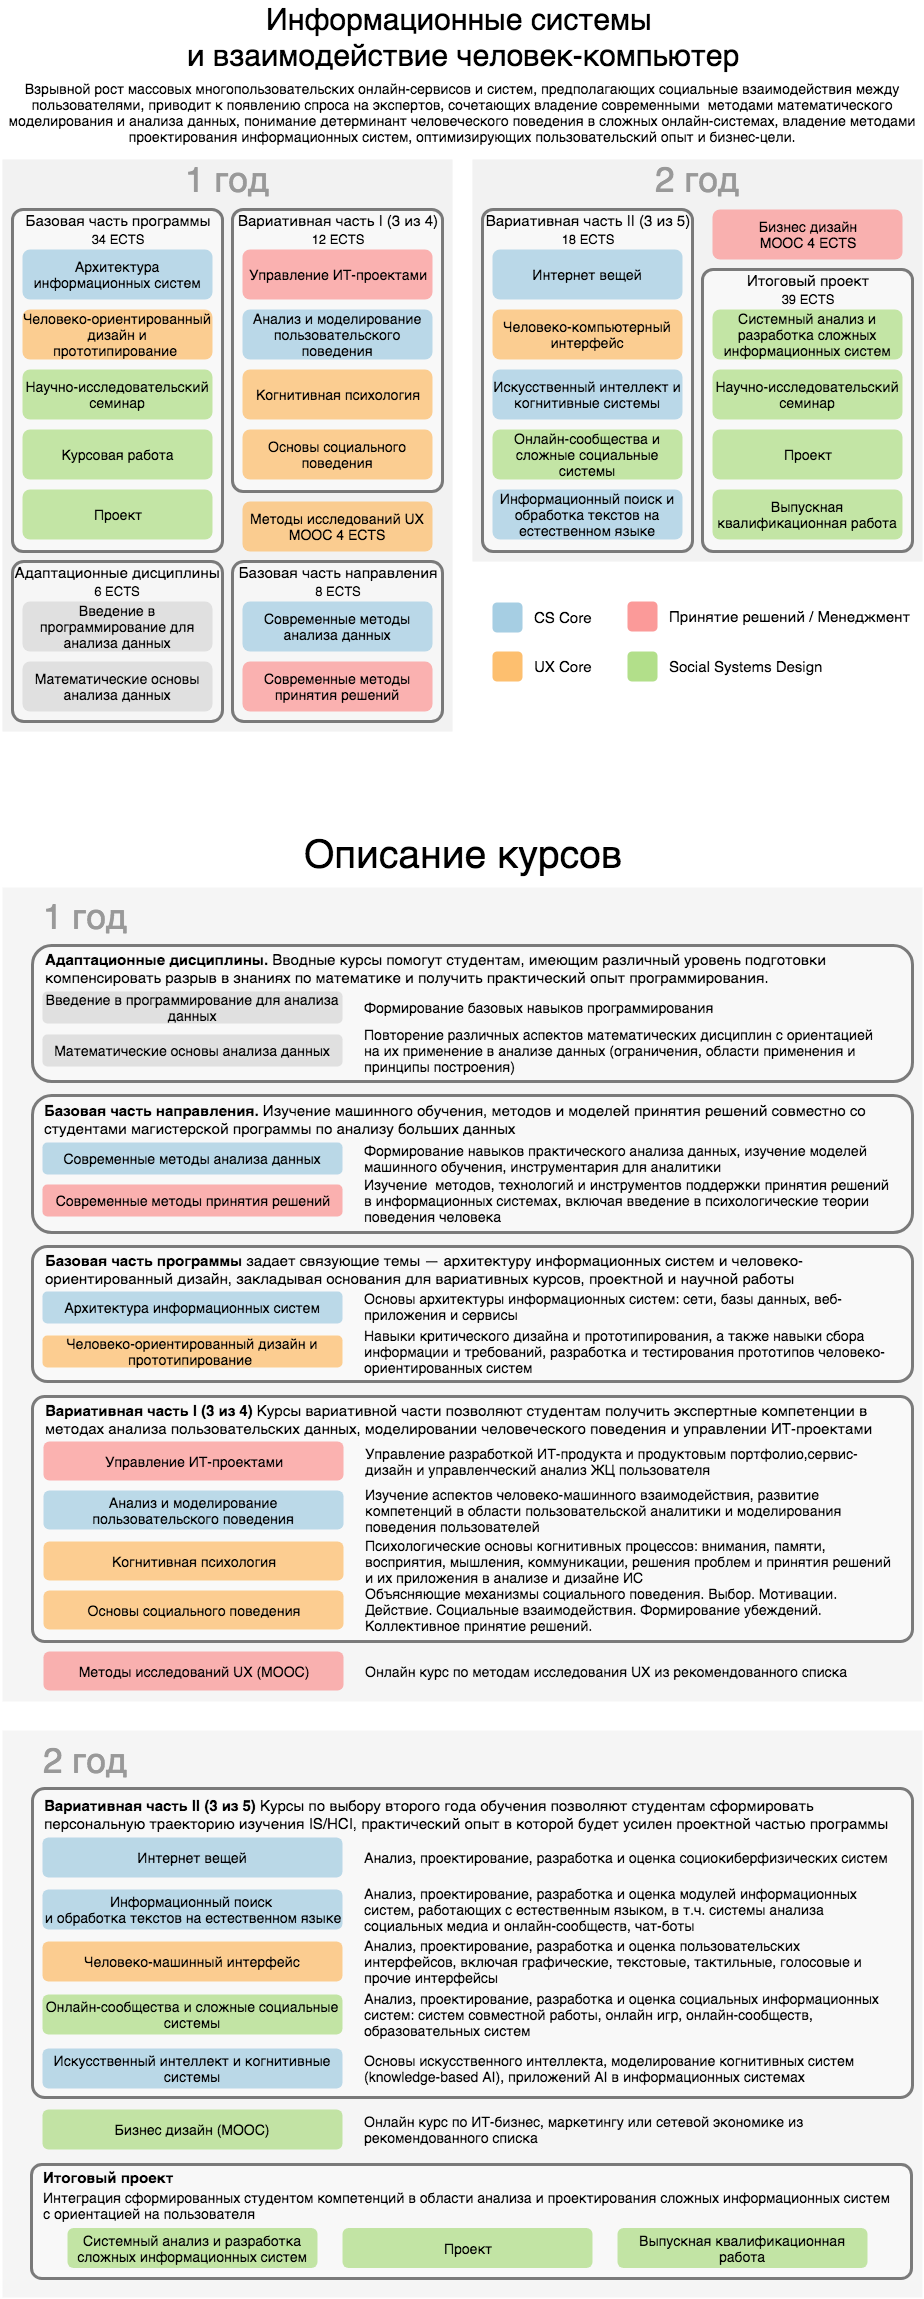 Информационные системы
и взаимодействие человек-компьютер
Взрывной рост массовых многопользовательских онлайн-сервисов и систем, предполагающих социальные взаимодействия между
пользователями, приводит к появлению спроса на экспертов, сочетающих владение современными методами математического
моделирования и анализа данных, понимание детерминант человеческого поведения в сложных онлайн-системах, владение методами
проектирования информационных систем, оптимизирующих пользовательский опыт и бизнес-цели.
1 год
Базовая часть программы
34 ECTS
Архитектура
информационных систем
Человеко-ориентированный
дизайн и
прототипирование
Научно-исследовательский
семинар
Курсовая работа
Проект
Вариативная часть I (3 из 4)
12 ECTS
Управление ИТ-проектами
Анализ и моделирование
пользовательского
поведения
Когнитивная психология
Основы социального
поведения
Методы исследований UX
MOOC 4 ECTS
Адаптационные дисциплины
6 ECTS
Введение в
программирование для
анализа данных
Математические основы
анализа данных
Базовая часть направления
8 ECTS
Современные методы
анализа данных
Современные методы
принятия решений
2 год
Вариативная часть II (3 из 5)
18 ECTS
Интернет вещей
Человеко-компьютерный
интерфейс
Искусственный интеллект и
когнитивные системы
Онлайн-сообщества и
сложные социальные
системы
Информационный поиск и
обработка текстов на
естественном языке
Бизнес дизайн
MOOC 4 ECTS
Итоговый проект
39 ECTS
Системный анализ и
разработка сложных
информационных систем
Научно-исследовательский
семинар
Проект
Выпускная
квалификационная работа
CS Core
Принятие решений / Менеджмент
UX Core
Social Systems Design
Описание курсов
1 год
Адаптационные дисциплины. Вводные курсы помогут студентам, имеющим различный уровень подготовки
компенсировать разрыв в знаниях по математике и получить практический опыт программирования.
Введение в программирование для анализа
данных
Формирование базовых навыков программирования
Математические основы анализа данных
Повторение различных аспектов математических дисциплин с ориентацией
на их применение в анализе данных (ограничения, области применения и
принципы построения)
Базовая часть направления. Изучение машинного обучения, методов и моделей принятия решений совместно со
студентами магистерской программы по анализу больших данных
Современные методы анализа данных
Формирование навыков практического анализа данных, изучение моделей
машинного обучения, инструментария для аналитики
Современные методы принятия решений
Изучение методов, технологий и инструментов поддержки принятия решений
в информационных системах, включая введение в психологические теории
поведения человека
Базовая часть программы задает связующие темы — архитектуру информационных систем и человеко-
ориентированный дизайн, закладывая основания для вариативных курсов, проектной и научной работы
Архитектура информационных систем
Основы архитектуры информационных систем: сети, базы данных, веб-
приложения и сервисы
Человеко-ориентированный дизайн и
прототипирование
Навыки критического дизайна и прототипирования, а также навыки сбора
информации и требований, разработка и тестирования прототипов человеко-
ориентированных систем
Вариативная часть I (3 из 4) Курсы вариативной части позволяют студентам получить экспертные компетенции в
методах анализа пользовательских данных, моделировании человеческого поведения и управлении ИТ-проектами
Управление ИТ-проектами
Управление разработкой ИТ-продукта и продуктовым портфолио,сервис-
дизайн и управленческий анализ ЖЦ пользователя
Анализ и моделирование
пользовательского поведения
Изучение аспектов человеко-машинного взаимодействия, развитие
компетенций в области пользовательской аналитики и моделирования
поведения пользователей
Когнитивная психология
Психологические основы когнитивных процессов: внимания, памяти,
восприятия, мышления, коммуникации, решения проблем и принятия решений
и их приложения в анализе и дизайне ИС
Основы социального поведения
Объясняющие механизмы социального поведения. Выбор. Мотивации.
Действие. Социальные взаимодействия. Формирование убеждений.
Коллективное принятие решений.
Методы исследований UX (MOOC)
Онлайн курс по методам исследования UX из рекомендованного списка
2 год
Вариативная часть II (3 из 5) Курсы по выбору второго года обучения позволяют студентам сформировать
персональную траекторию изучения IS/HCI, практический опыт в которой будет усилен проектной частью программы
Интернет вещей
Анализ, проектирование, разработка и оценка социокиберфизических систем
Информационный поиск
и обработка текстов на естественном языке
Анализ, проектирование, разработка и оценка модулей информационных
систем, работающих с естественным языком, в т.ч. системы анализа
социальных медиа и онлайн-сообществ, чат-боты
Человеко-машинный интерфейс
Анализ, проектирование, разработка и оценка пользовательских
интерфейсов, включая графические, текстовые, тактильные, голосовые и
прочие интерфейсы
Онлайн-сообщества и сложные социальные
системы
Анализ, проектирование, разработка и оценка социальных информационных
систем: систем совместной работы, онлайн игр, онлайн-сообществ,
образовательных систем
Искусственный интеллект и когнитивные
системы
Основы искусственного интеллекта, моделирование когнитивных систем
(knowledge-based AI), приложений AI в информационных системах
Бизнес дизайн (MOOC)
Онлайн курс по ИТ-бизнес, маркетингу или сетевой экономике из
рекомендованного списка
Итоговый проект
Интеграция сформированных студентом компетенций в области анализа и проектирования сложных информационных систем
с ориентацией на пользователя
Системный анализ и разработка
сложных информационных систем
Проект
Выпускная квалификационная
работа